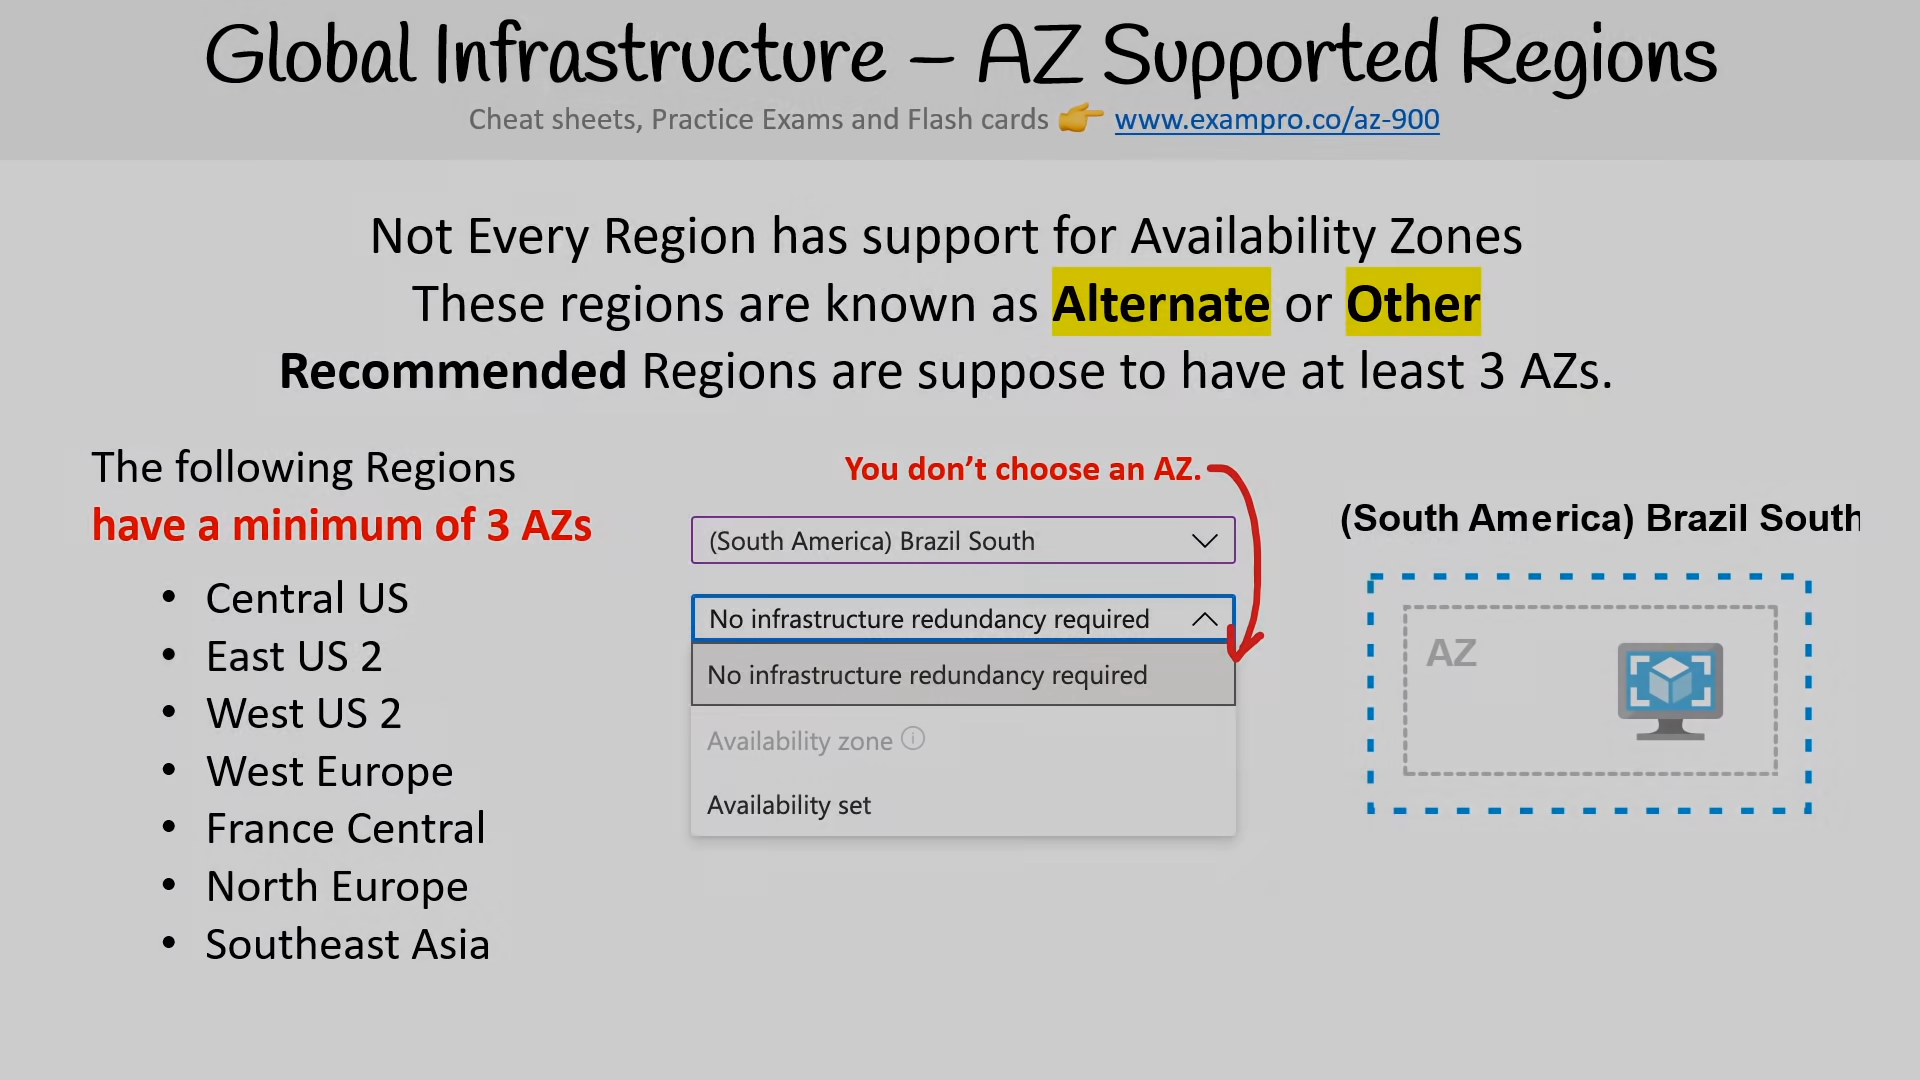 Global Infrastructure – AZ Supported Regions
Cheat sheets, Practice Exams and Flash cards 👉 www.exampro.co/az-900
Not Every Region has support for Availability Zones
These regions are known as Alternate or Other
Recommended Regions are suppose to have at least 3 AZs.
The following Regions
have a minimum of 3 AZs
• Central US
• East US 2
• West US 2
• West Europe
• France Central
• North Europe
• Southeast Asia
You don’t choose an AZ.
(South America) Brazil South
No infrastructure redundancy required
No infrastructure redundancy required
Availability zone
Availability set
(South America) Brazil South
AZ